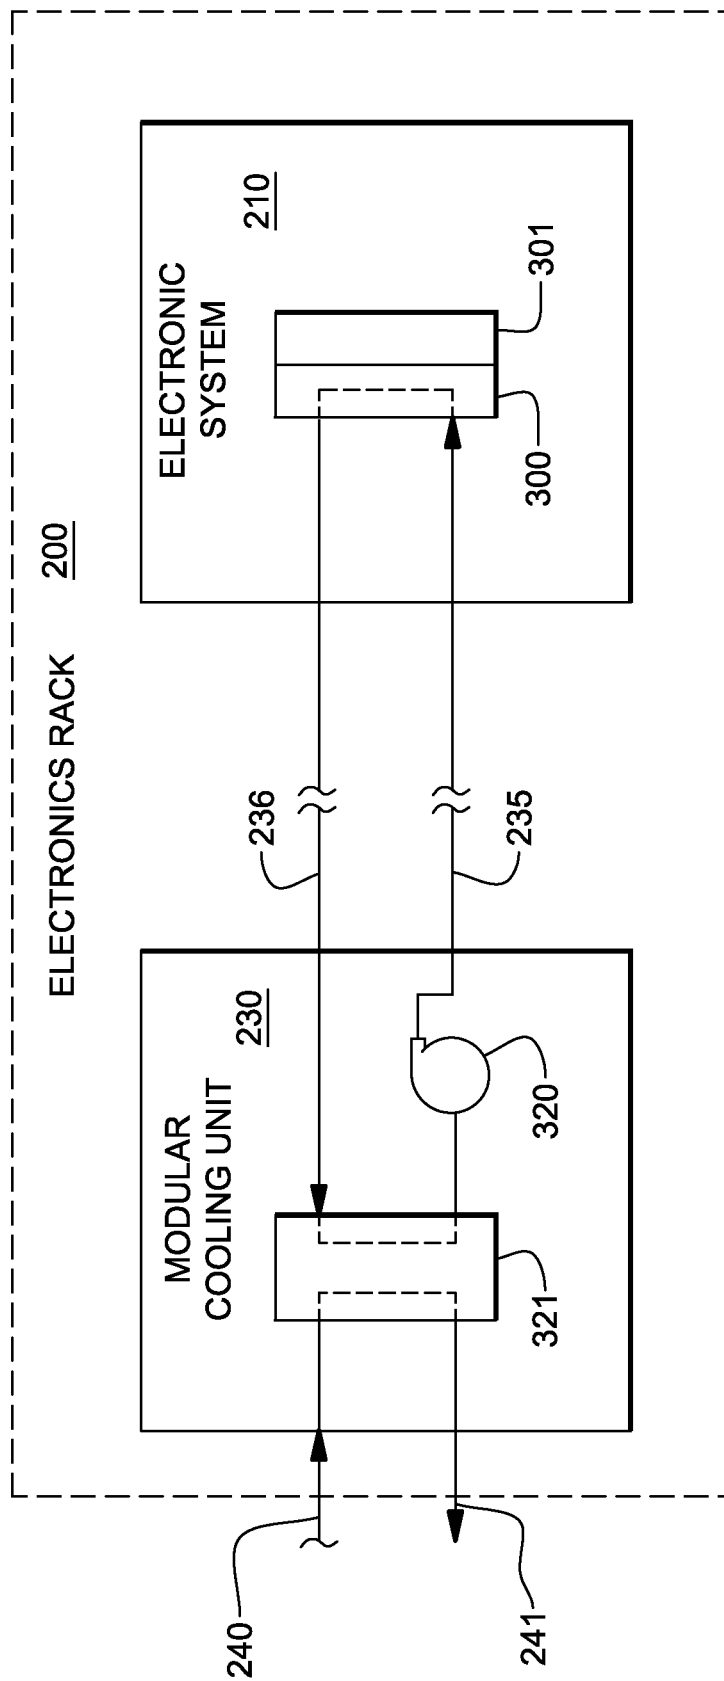 ELECTRONICS RACK 200
MODULAR
COOLING UNIT
230
ELECTRONIC
SYSTEM
210
236
235
240
241
321
320
300
301